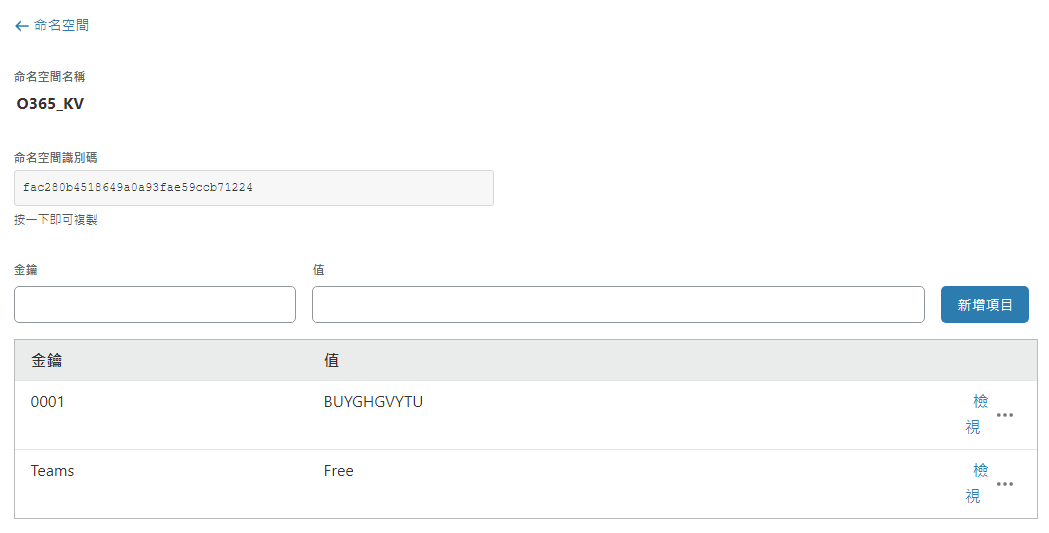 ← 命名空間
命名空間名稱
O365_KV
命名空間識別碼
fac280b4518649a0a93fae59ccb71224
按一下即可複製
金鑰 值
新增項目
金鑰 值
0001 BUYGHGVYTU 檢視
Teams Free 檢視